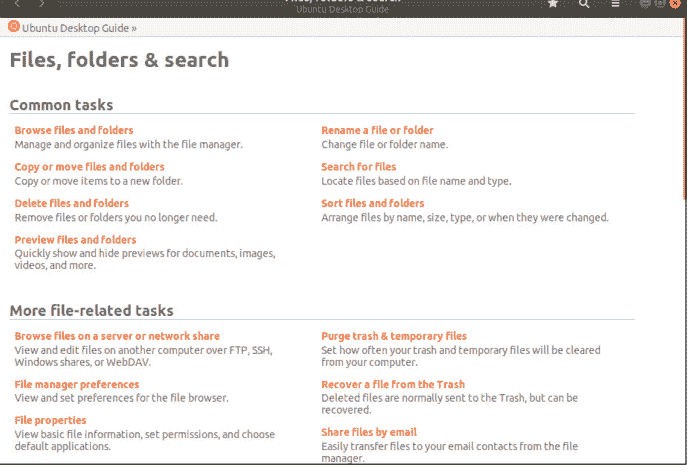 Ubuntu Desktop Guide
Ubuntu Desktop Guide »
Files, folders & search
Common tasks
Browse files and folders
Manage and organize files with the file manager.
Copy or move files and folders
Copy or move items to a new folder.
Delete files and folders
Remove files or folders you no longer need.
Preview files and folders
Quickly show and hide previews for documents, images,
videos, and more.
Rename a file or folder
Change file or folder name.
Search for files
Locate files based on file name and type.
Sort files and folders
Arrange files by name, size, type, or when they were changed.
More file-related tasks
Browse files on a server or network share
View and edit files on another computer over FTP, SSH,
Windows shares, or WebDAV.
File manager preferences
View and set preferences for the file browser.
File properties
View basic file information, set permissions, and choose
default applications.
Purge trash & temporary files
Set how often your trash and temporary files will be cleared
from your computer.
Recover a file from the Trash
Deleted files are normally sent to the Trash, but can be
recovered.
Share files by email
Easily transfer files to your email contacts from the file
manager.